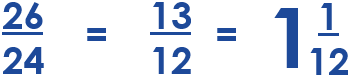 26/24 = 13/12 = 1 1/12